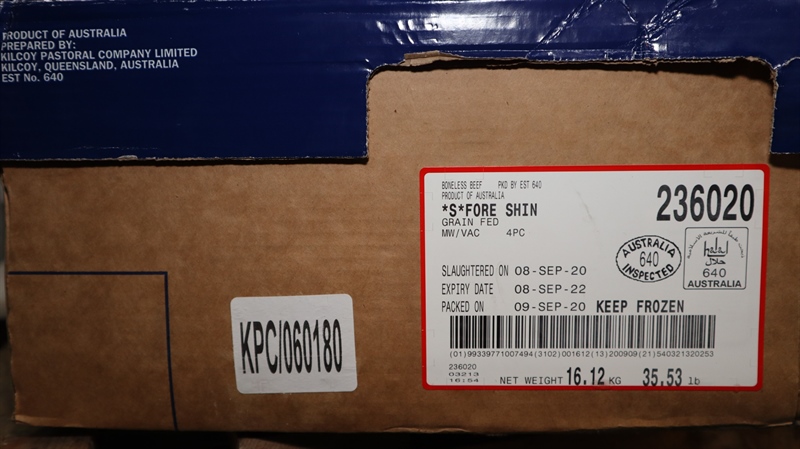 PRODUCT OF AUSTRALIA
PREPARED BY:
KILCOY PASTORAL COMPANY LIMITED
KILCOY, QUEENSLAND, AUSTRALIA
EST No. 640
BONELESS BEEF PKD BY EST 640
PRODUCT OF AUSTRALIA
*S*FORE SHIN
GRAIN FED
MW/VAC 4PC
236020
AUSTRALIA
640
INSPECTED
halal
حلال
640
AUSTRALIA
SLAUGHTERED ON 08-SEP-20
EXPIRY DATE 08-SEP-22
PACKED ON 09-SEP-20 KEEP FROZEN
(01)99339771007494(3102)001612(13)200909(21)540321320253
236020
03213
16:54
NET WEIGHT 16.12 KG 35.53 lb
KPC/060180